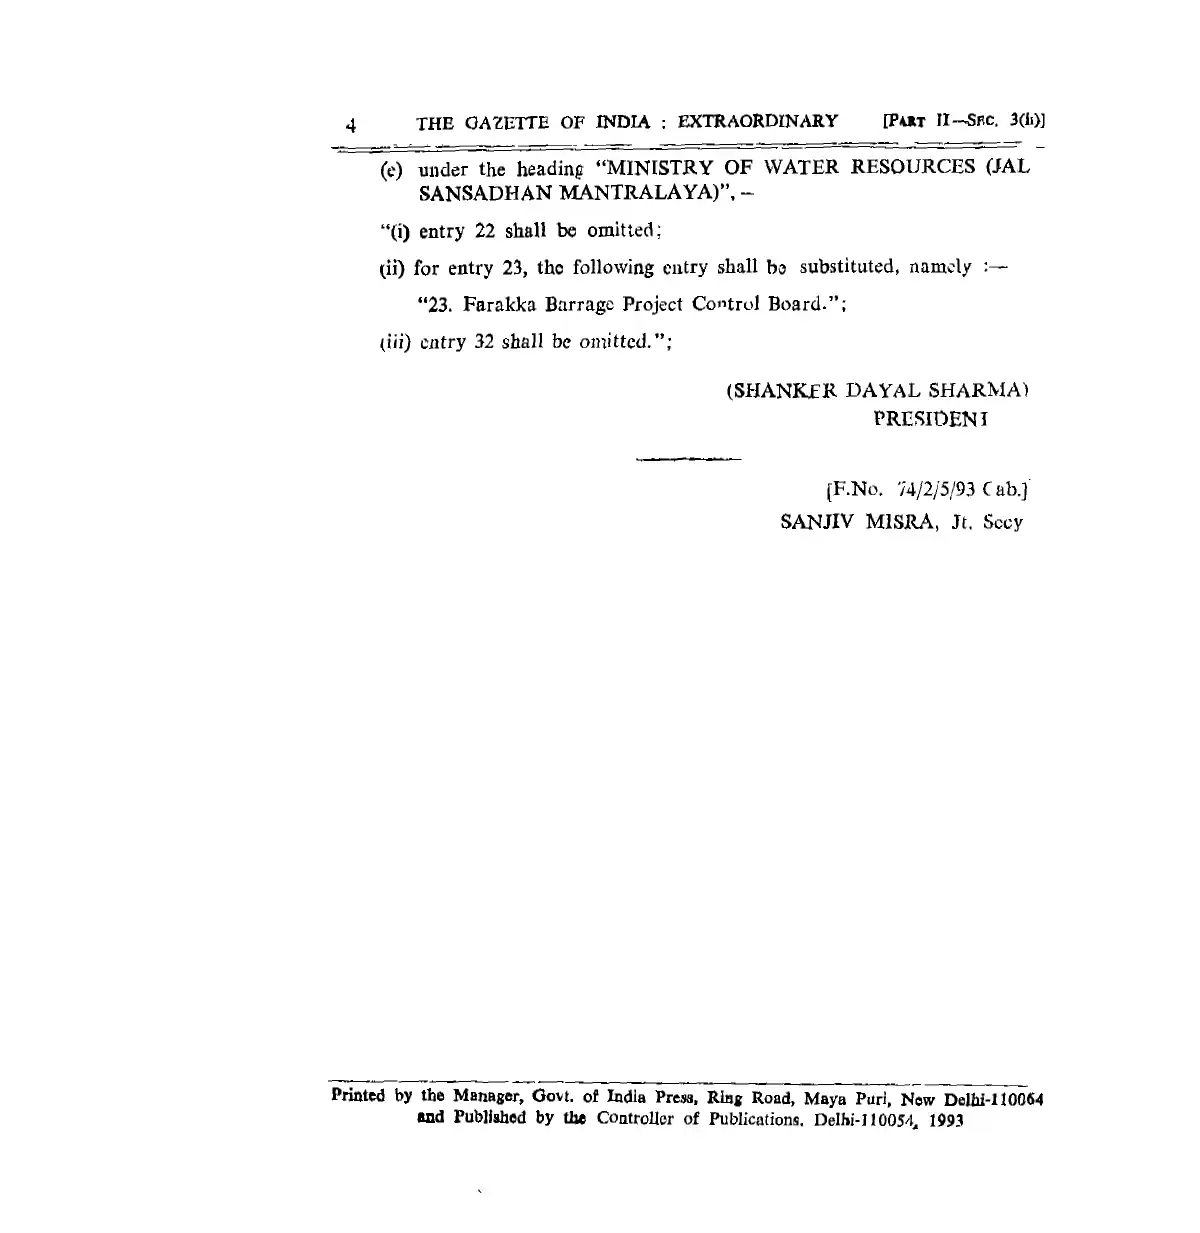 4 THE GAZETTE OF INDIA : EXTRAORDINARY [PART II—SEC. 3(ii)]
(e) under the heading “MINISTRY OF WATER RESOURCES (JAL
SANSADHAN MANTRALAYA)”, –
“(i) entry 22 shall be omitted;
(ii) for entry 23, the following entry shall be substituted, namely :—
“23. Farakka Barrage Project Control Board.”;
(iii) entry 32 shall be omitted.”;
(SHANKER DAYAL SHARMA)
PRESIDENT
[F.No. 74/2/5/93 Cab.]
SANJIV MISRA, Jt. Secy
Printed by the Manager, Govt. of India Press, Ring Road, Maya Puri, New Delhi-110064
and Published by the Controller of Publications, Delhi-110054, 1993